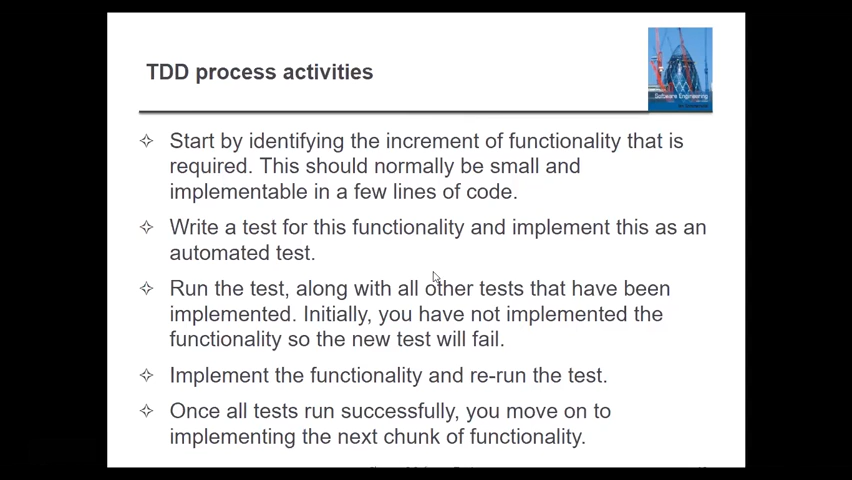 TDD process activities
Software Engineering
Start by identifying the increment of functionality that is
required. This should normally be small and
implementable in a few lines of code.
Write a test for this functionality and implement this as an
automated test.
Run the test, along with all other tests that have been
implemented. Initially, you have not implemented the
functionality so the new test will fail.
Implement the functionality and re-run the test.
Once all tests run successfully, you move on to
implementing the next chunk of functionality.